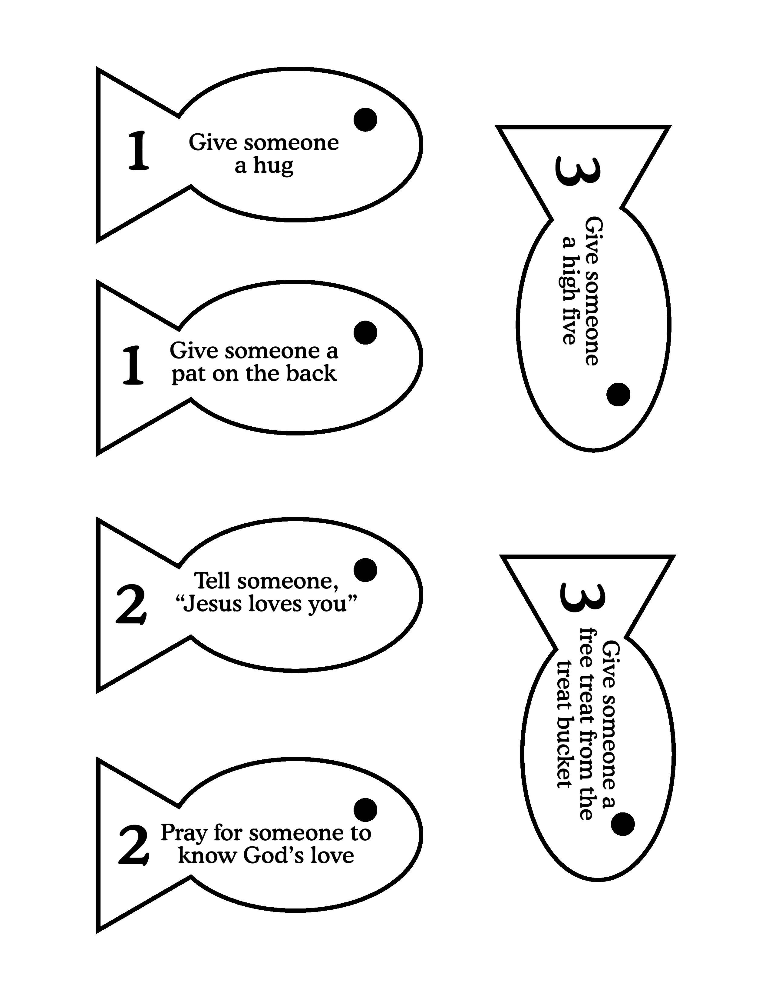 1
Give someone
a hug
1
Give someone a
pat on the back
2
Tell someone,
“Jesus loves you”
2
Pray for someone to
know God’s love
3
Give someone
a high five
3
Give someone a
free treat from the
treat bucket